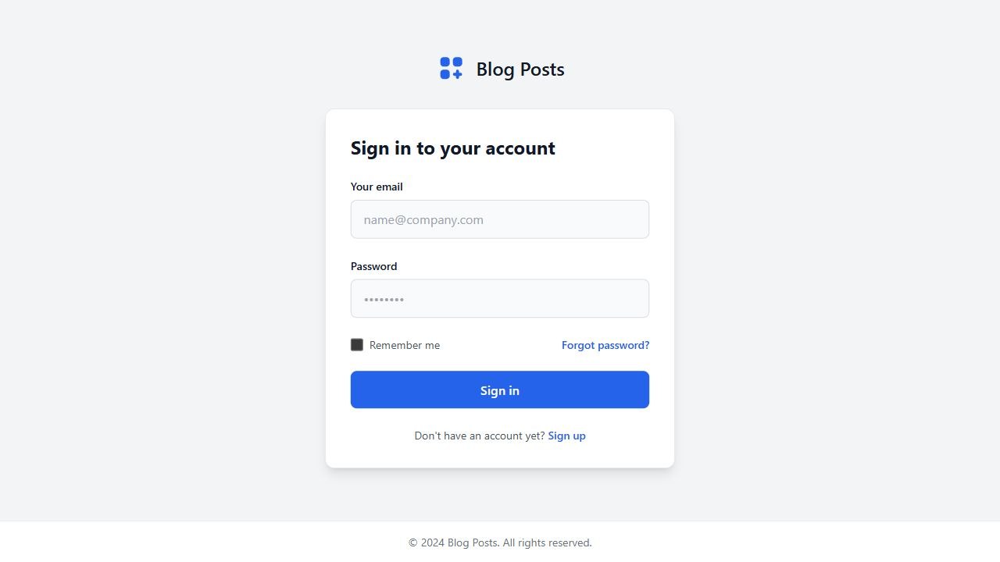 Blog Posts
Sign in to your account
Your email
name@company.com
Password
••••••••
Remember me
Forgot password?
Sign in
Don't have an account yet? Sign up
© 2024 Blog Posts. All rights reserved.